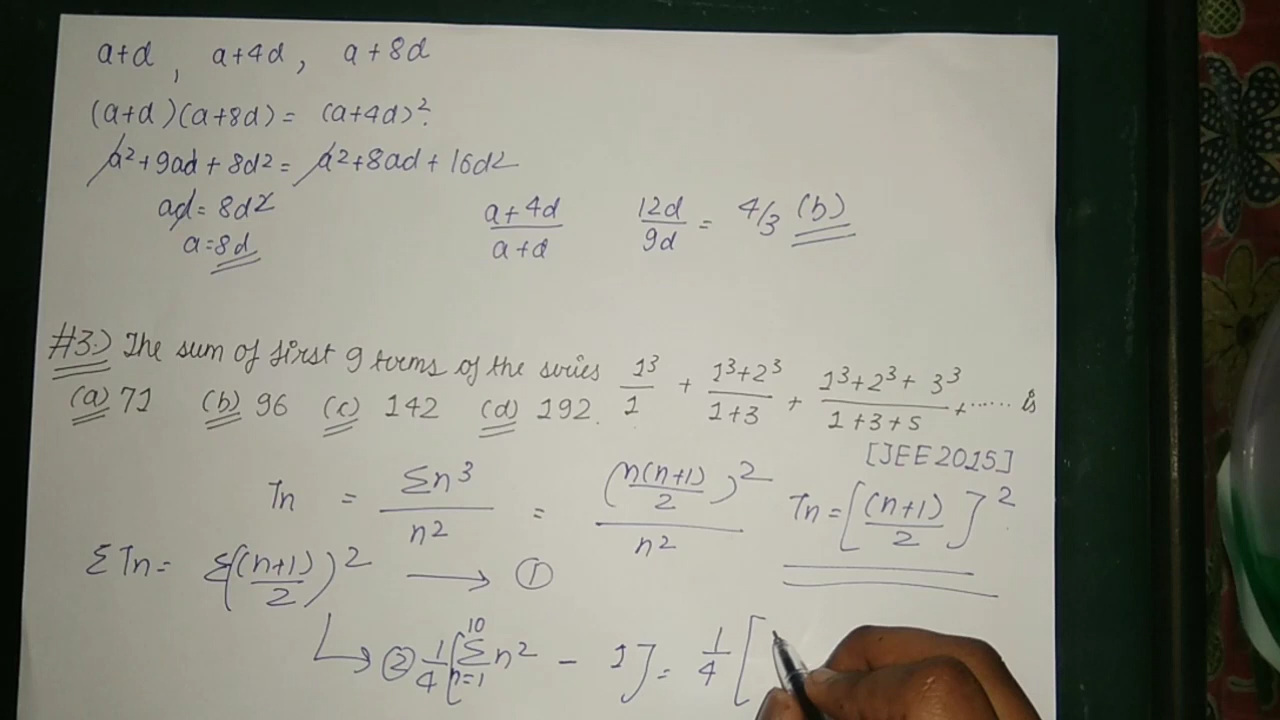 a+d , a+4d, a+8d
(a+d)(a+8d) = (a+4d)².
a²+9ad+8d² = a²+8ad+16d²
ad = 8d²
a=8d
a+4d / a+d   12d / 9d = 4/3 (b)
#3.) The sum of first 9 terms of the series 1³/1 + 1³+2³/1+3 + 1³+2³+3³/1+3+5 +...... is
(a) 71 (b) 96 (c) 142 (d) 192.
[JEE 2015]
Tn = Σn³/n² = (n(n+1)/2)²/n²   Tn = [(n+1)/2]²
ΣTn = Σ((n+1)/2)² → ①
↳ ② 1/4 [Σ_{n=1}^{10} n² - 1] = 1/4 [